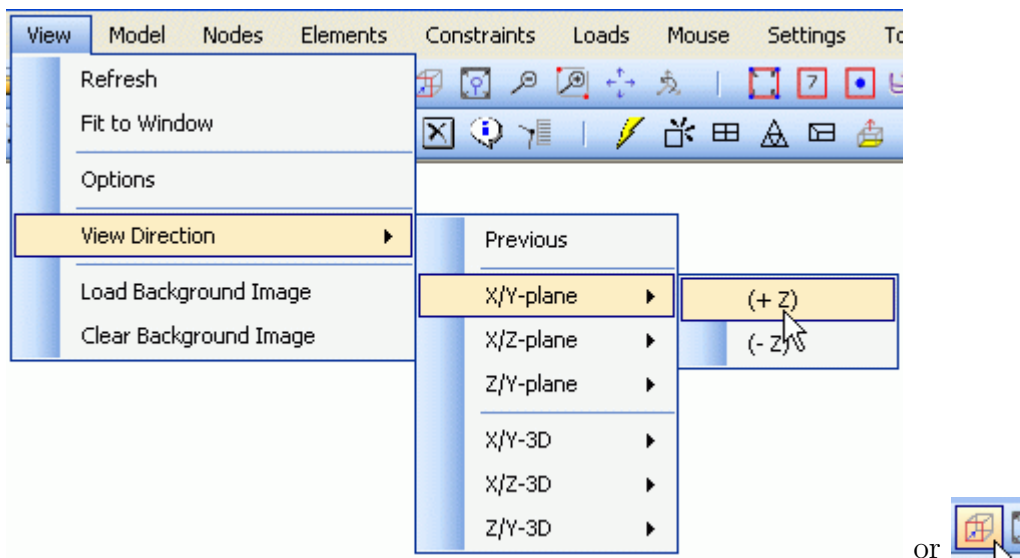 View Model Nodes Elements Constraints Loads Mouse Settings
Refresh
Fit to Window
7
Options
View Direction
Previous
Load Background Image
X/Y-plane
(+ Z)
Clear Background Image
X/Z-plane
(- Z)
Z/Y-plane
X/Y-3D
X/Z-3D
Z/Y-3D
or